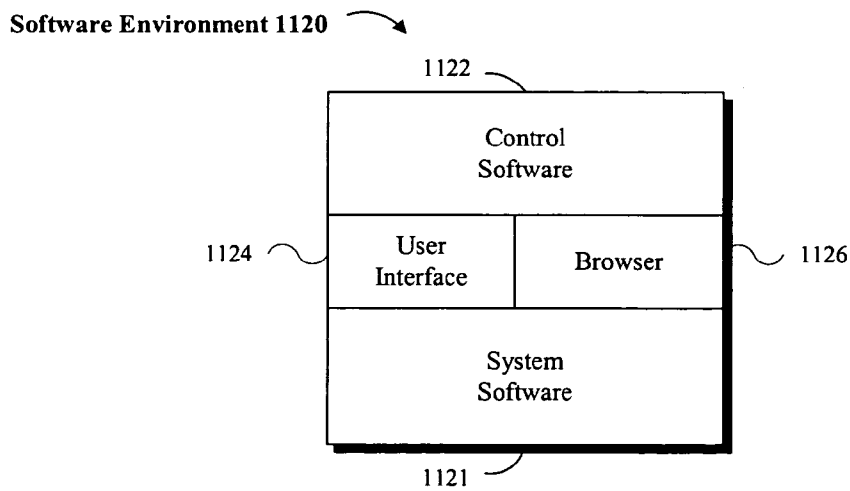 Software Environment 1120
1122
Control
Software
1124
User
Interface
Browser
1126
System
Software
1121